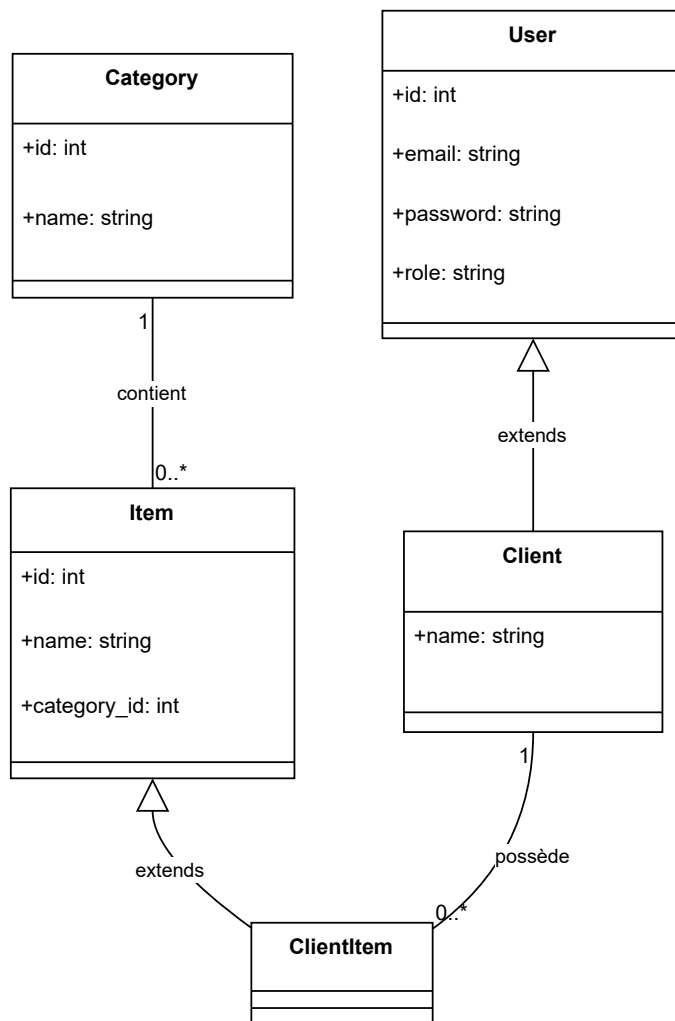 Category
+id: int
+name: string
User
+id: int
+email: string
+password: string
+role: string
1
contient
0..*
extends
Item
+id: int
+name: string
+category_id: int
Client
+name: string
extends
1
possède
0..*
ClientItem